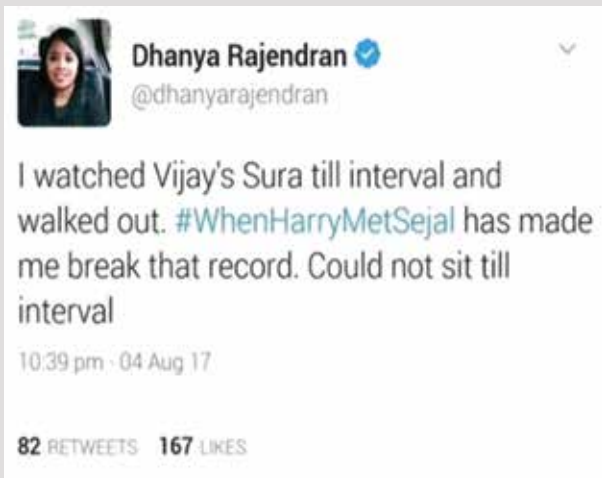 Dhanya Rajendran
@dhanyarajendran
I watched Vijay's Sura till interval and
walked out. #WhenHarryMetSejal has made
me break that record. Could not sit till
interval
10:39 pm · 04 Aug 17
82 RETWEETS 167 LIKES